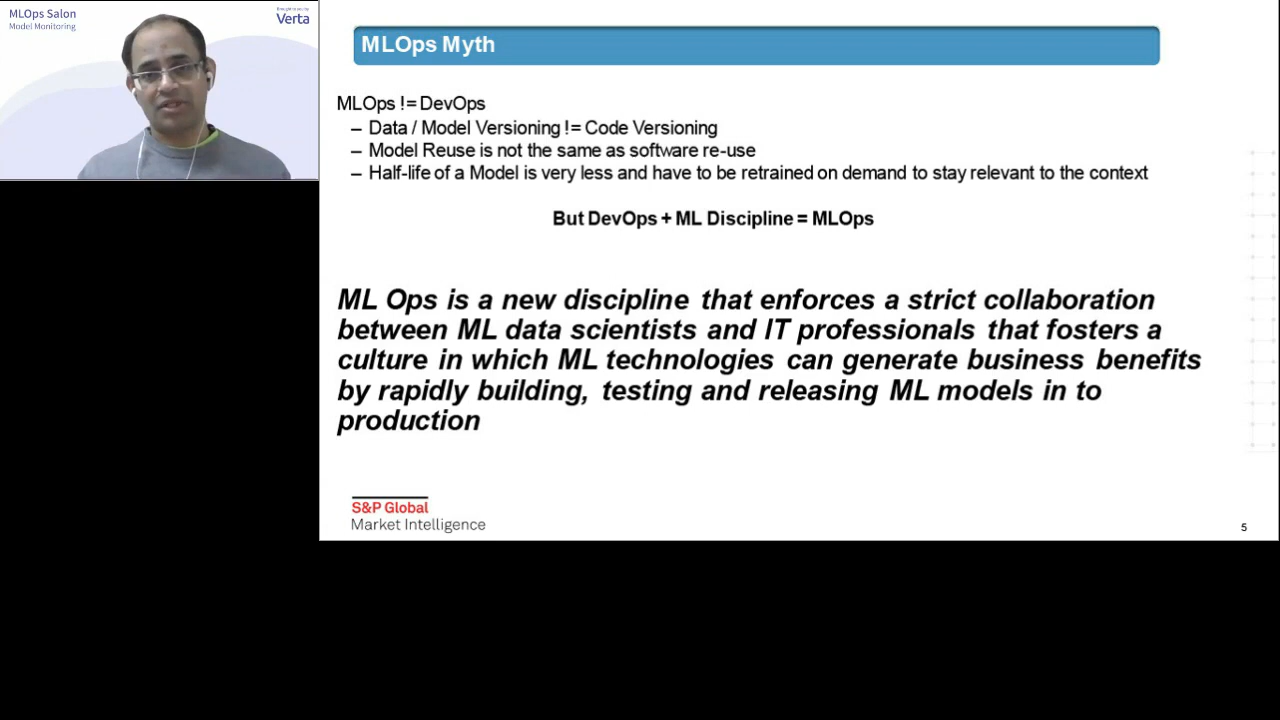 MLOps Salon
Model Monitoring
Brought to you by
Verta
MLOps Myth
MLOps != DevOps
– Data / Model Versioning != Code Versioning
– Model Reuse is not the same as software re-use
– Half-life of a Model is very less and have to be retrained on demand to stay relevant to the context
But DevOps + ML Discipline = MLOps
ML Ops is a new discipline that enforces a strict collaboration
between ML data scientists and IT professionals that fosters a
culture in which ML technologies can generate business benefits
by rapidly building, testing and releasing ML models in to
production
S&P Global
Market Intelligence
5